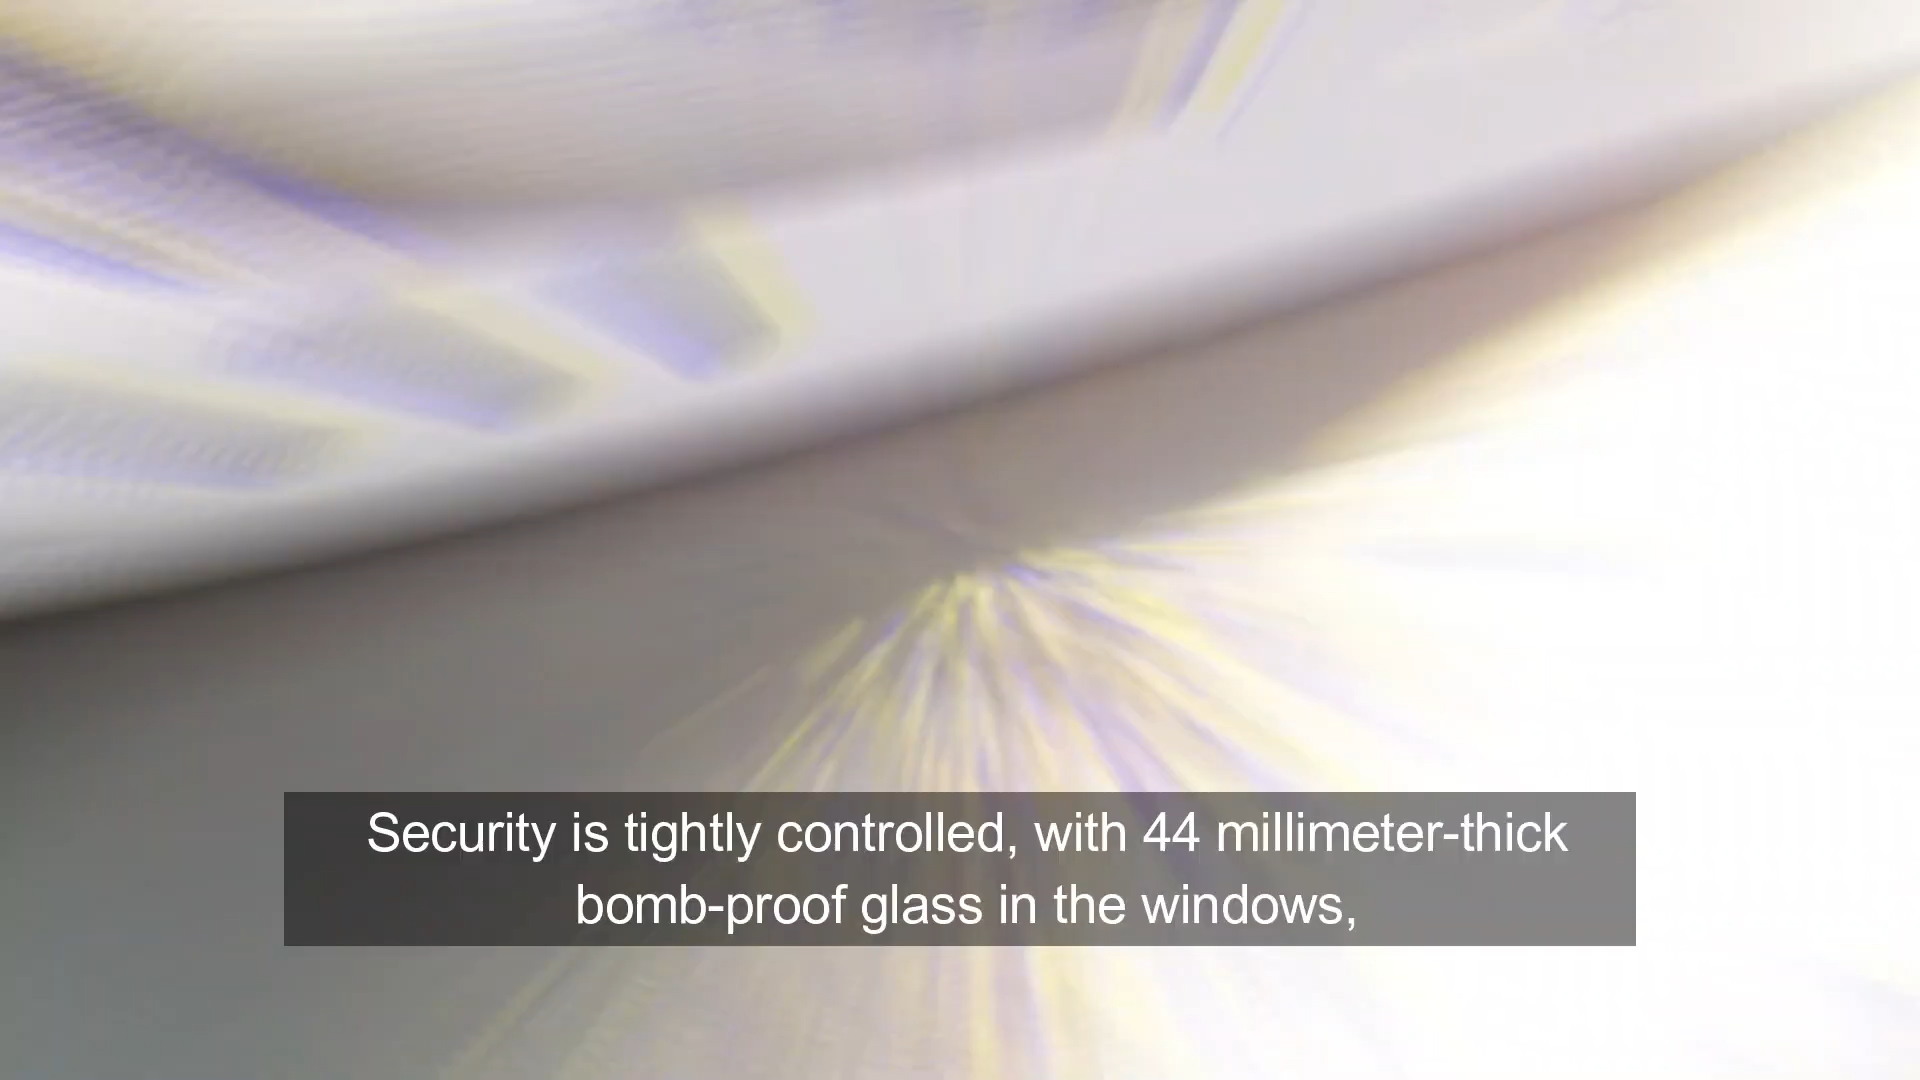 Security is tightly controlled, with 44 millimeter-thick
bomb-proof glass in the windows,